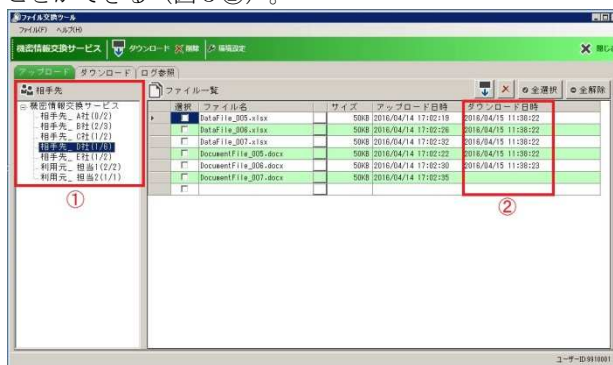 ことができる（図8②）。
ファイル交換ツール
ファイル(F) ヘルプ(H)
機密情報交換サービス ダウンロード 削除 環境設定 閉じ
アップロード ダウンロード ログ参照
相手先 ファイル一覧 全選択 全解除
機密情報交換サービス
相手先_ A社(0/2)
相手先_ B社(2/3)
相手先_ C社(1/2)
相手先_ D社(1/6)
相手先_ E社(1/2)
利用元_ 担当1(2/2)
利用元_ 担当2(1/1)
①
選択 ファイル名 サイズ アップロード日時 ダウンロード日時
DataFile_005.xlsx 50KB 2016/04/14 17:02:19 2016/04/15 11:38:22
DataFile_006.xlsx 50KB 2016/04/14 17:02:26 2016/04/15 11:38:22
DataFile_007.xlsx 50KB 2016/04/14 17:02:32 2016/04/15 11:38:22
DocumentFile_005.docx 50KB 2016/04/14 17:02:22 2016/04/15 11:38:22
DocumentFile_006.docx 50KB 2016/04/14 17:02:30 2016/04/15 11:38:23
DocumentFile_007.docx 50KB 2016/04/14 17:02:35
②
ユーザーID:9910001